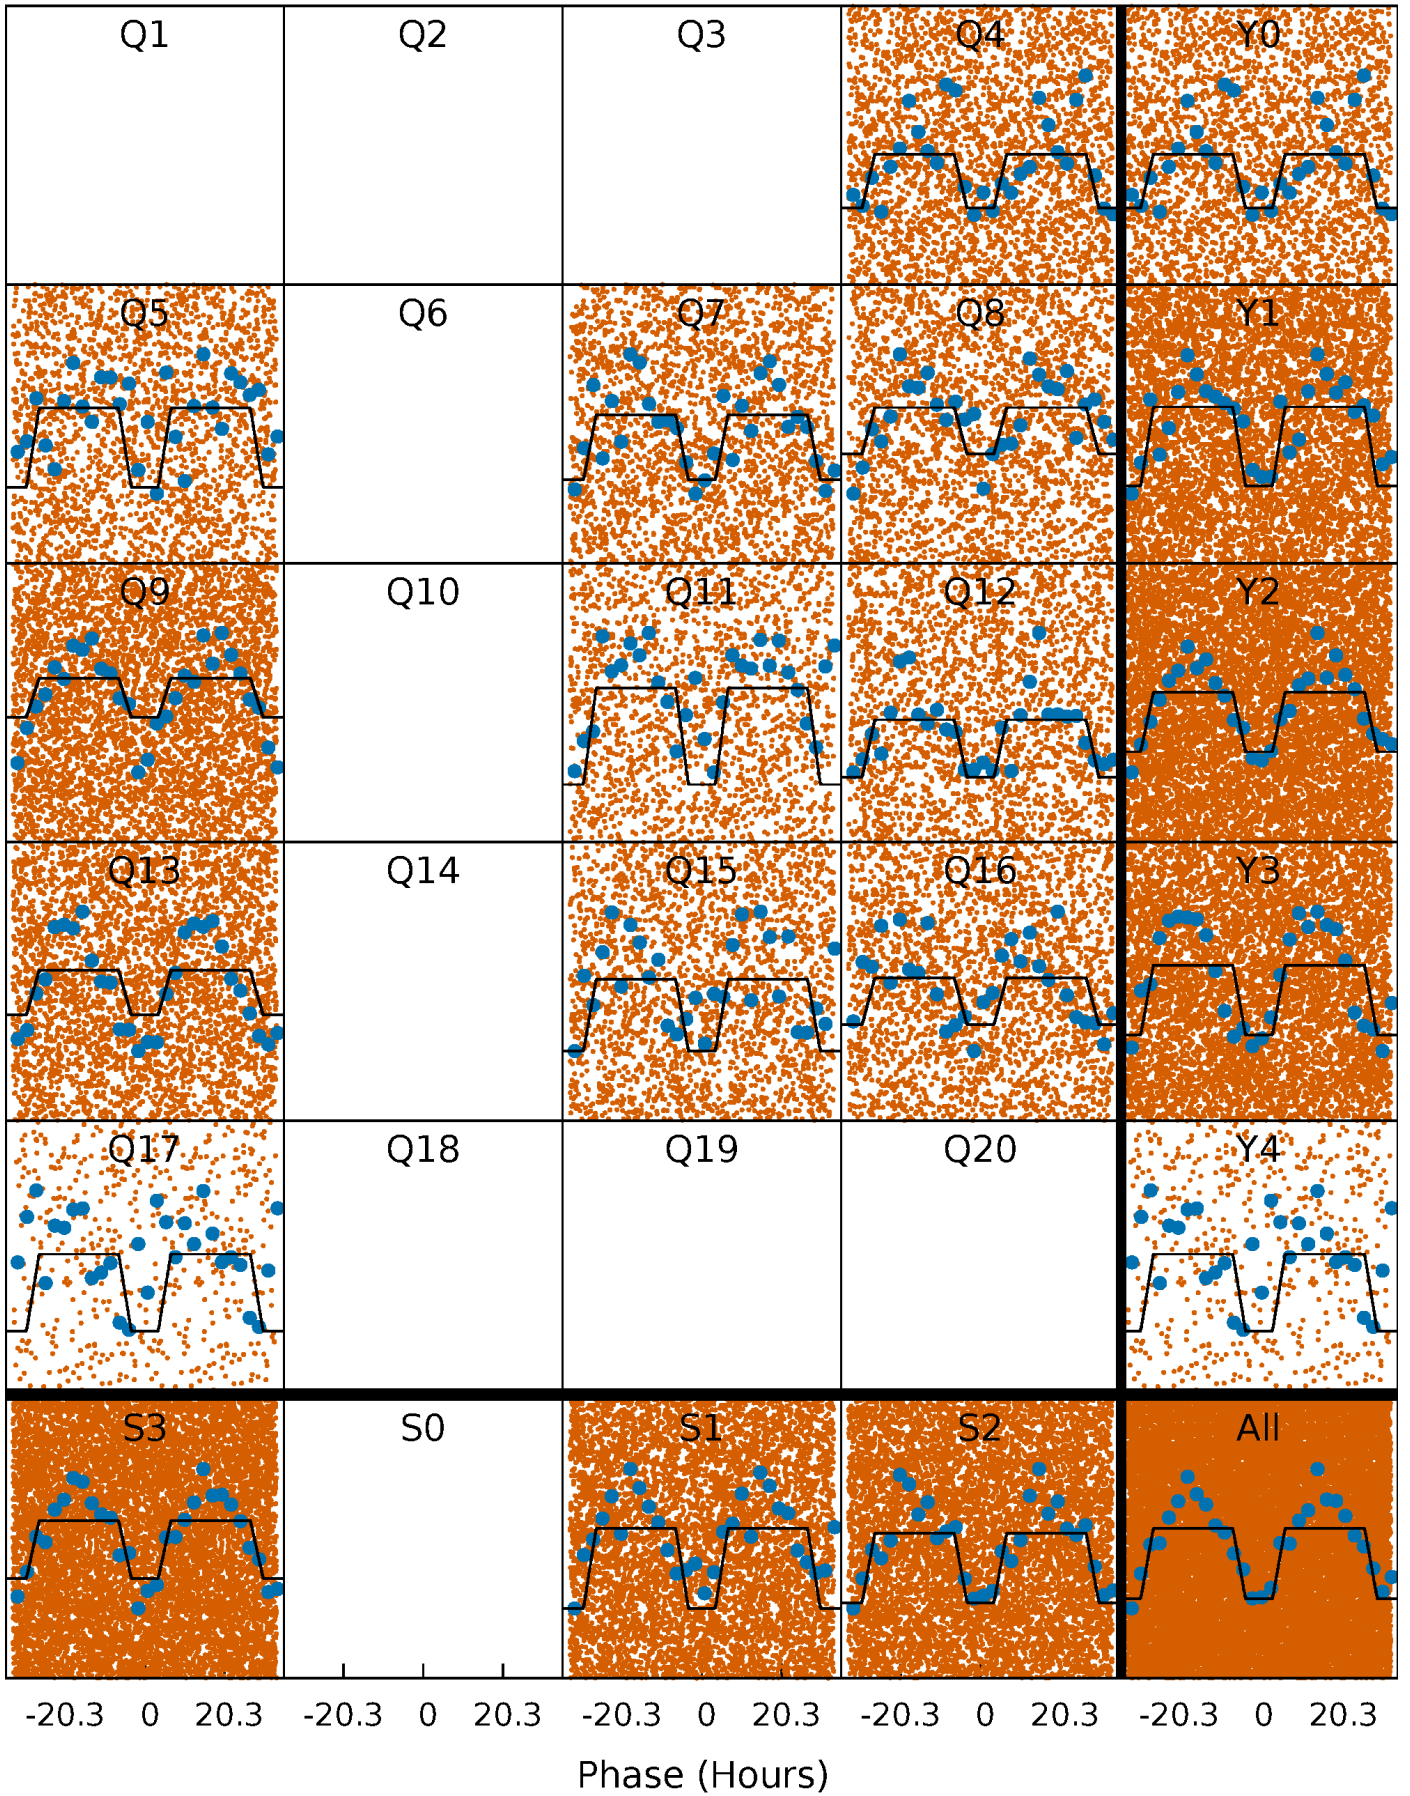 Q1 Q2 Q3 Q4 Y0
Q5 Q6 Q7 Q8 Y1
Q9 Q10 Q11 Q12 Y2
Q13 Q14 Q15 Q16 Y3
Q17 Q18 Q19 Q20 Y4
S3 S0 S1 S2 All
-20.3 0 20.3 -20.3 0 20.3 -20.3 0 20.3 -20.3 0 20.3 -20.3 0 20.3
Phase (Hours)